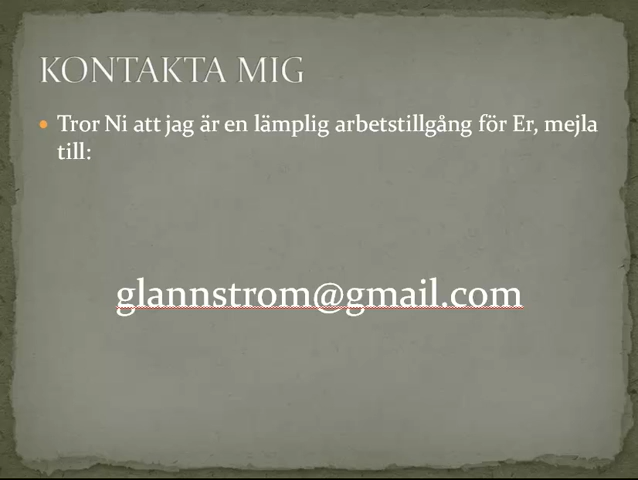 KONTAKTA MIG
Tror Ni att jag är en lämplig arbetstillgång för Er, mejla
till:
glannstrom@gmail.com